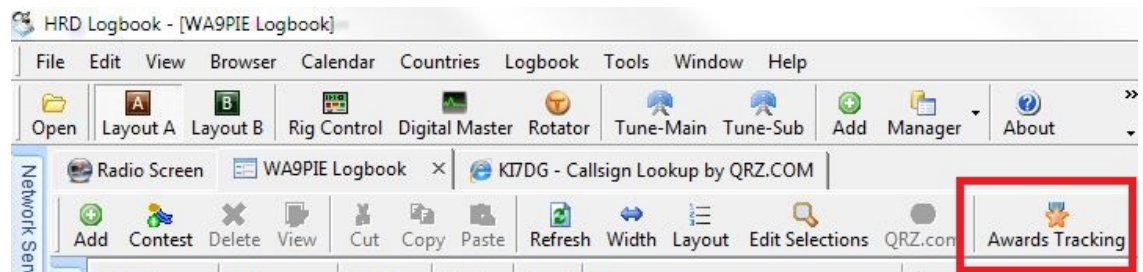 HRD Logbook - [WA9PIE Logbook]
File Edit View Browser Calendar Countries Logbook Tools Window Help
A B
Open Layout A Layout B Rig Control Digital Master Rotator Tune-Main Tune-Sub Add Manager About
Radio Screen WA9PIE Logbook × KI7DG - Callsign Lookup by QRZ.COM
Add Contest Delete View Cut Copy Paste Refresh Width Layout Edit Selections QRZ.com Awards Tracking
Network Sen